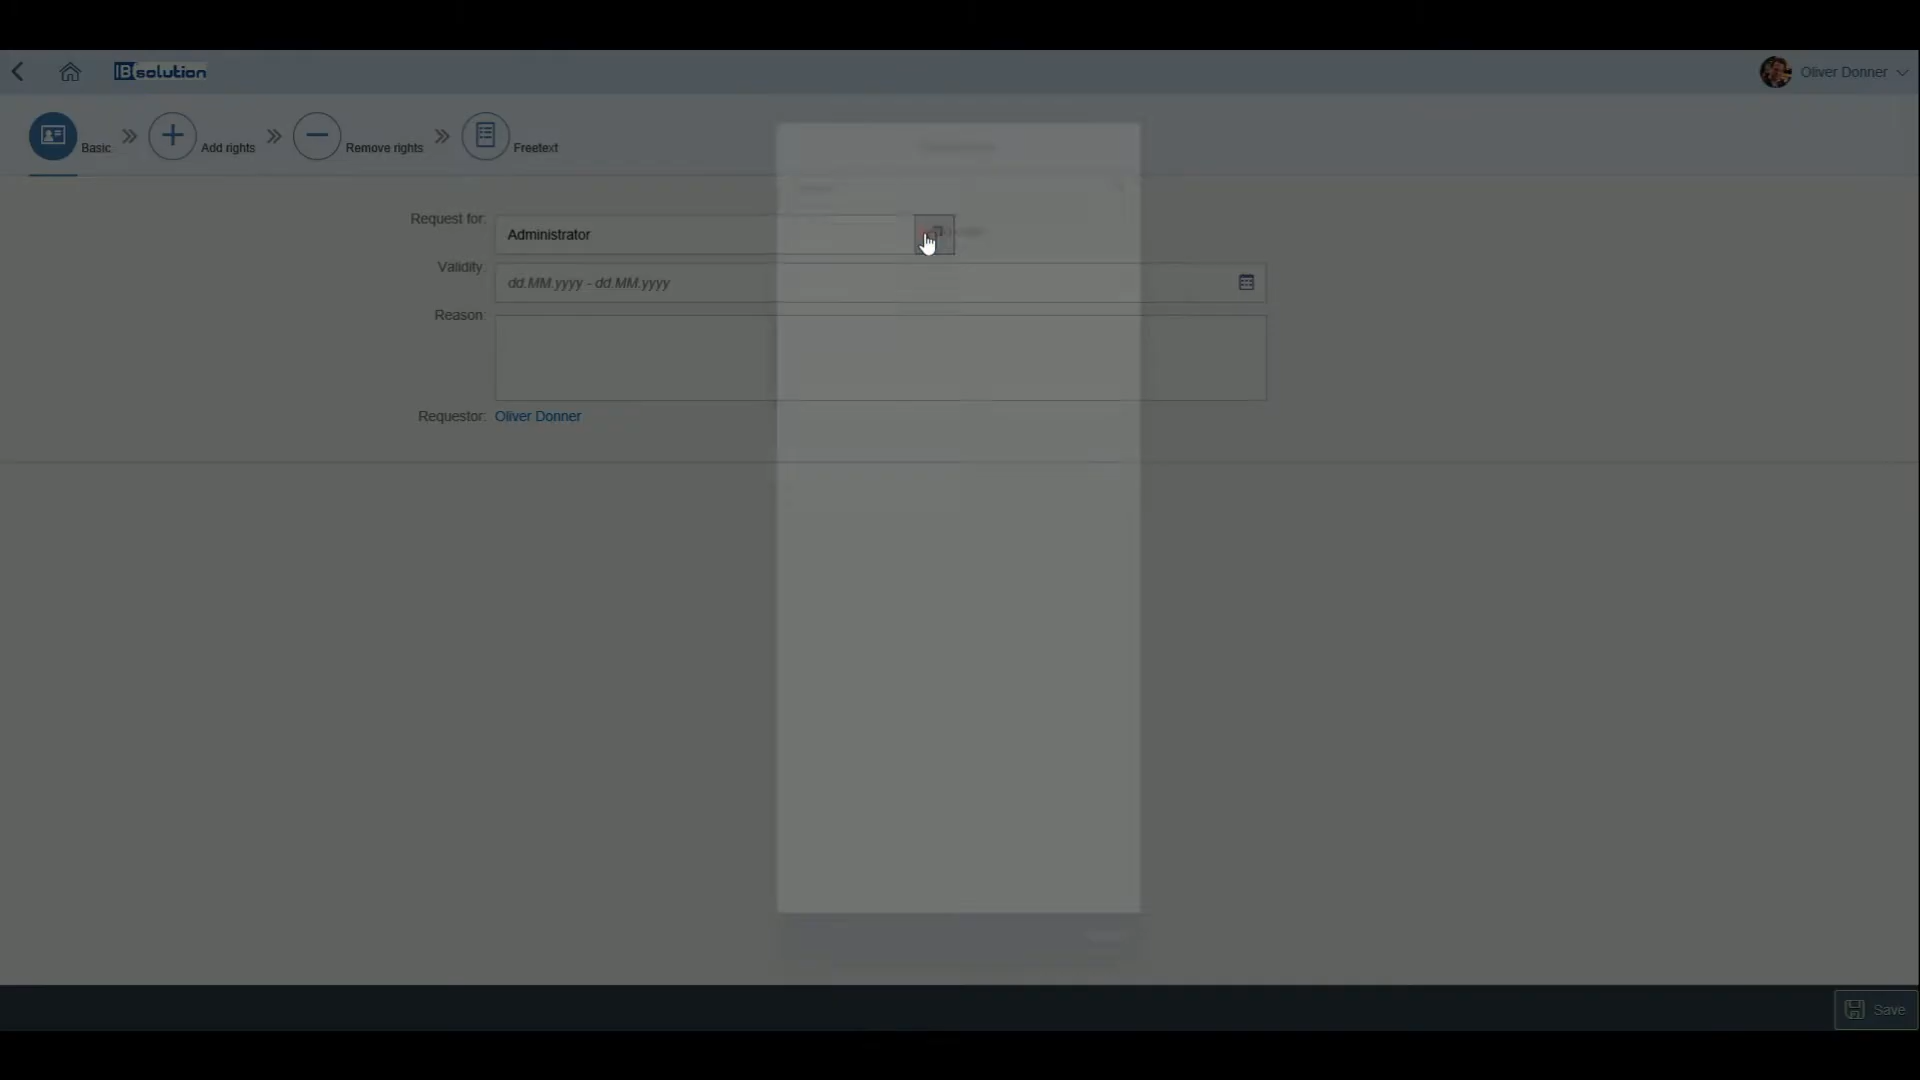 IBsolution
Oliver Donner
Basic
Add rights
Remove rights
Freetext
Request for:
Administrator
Validity:
dd.MM.yyyy - dd.MM.yyyy
Reason:
Requestor: Oliver Donner
Save